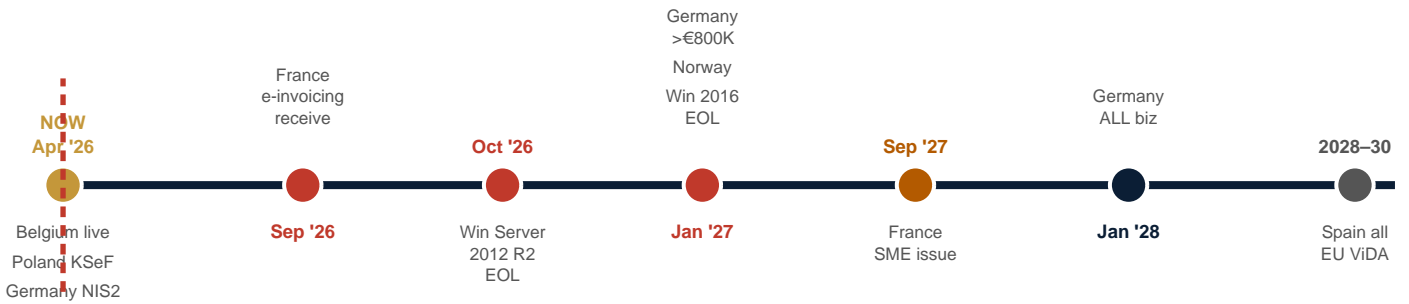 NOW
Apr '26
Belgium live
Poland KSeF
Germany NIS2
France
e-invoicing
receive
Sep '26
Oct '26
Win Server
2012 R2
EOL
Germany
>€800K
Norway
Win 2016
EOL
Jan '27
Sep '27
France
SME issue
Germany
ALL biz
Jan '28
2028–30
Spain all
EU ViDA